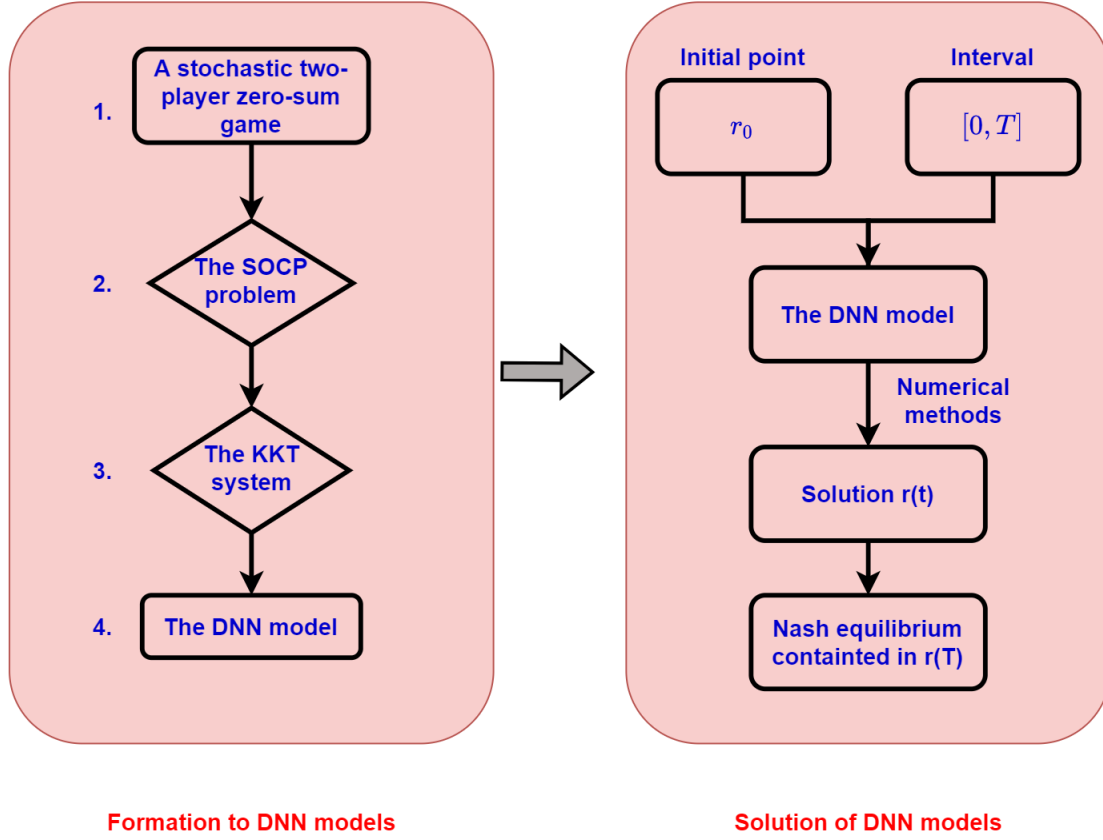 1.
A stochastic two-
player zero-sum
game
2.
The SOCP
problem
3.
The KKT
system
4.
The DNN model
Formation to DNN models
Initial point
Interval
r₀
[0, T]
The DNN model
Numerical
methods
Solution r(t)
Nash equilibrium
containted in r(T)
Solution of DNN models